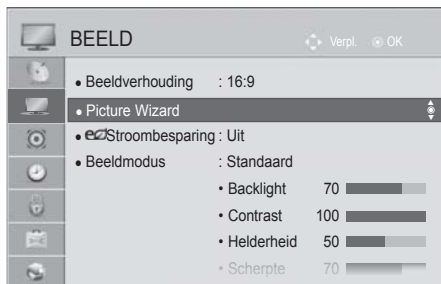 BEELD Verpl. OK
• Beeldverhouding : 16:9
• Picture Wizard
• eco Stroombesparing : Uit
• Beeldmodus : Standaard
• Backlight 70
• Contrast 100
• Helderheid 50
• Scherpte 70